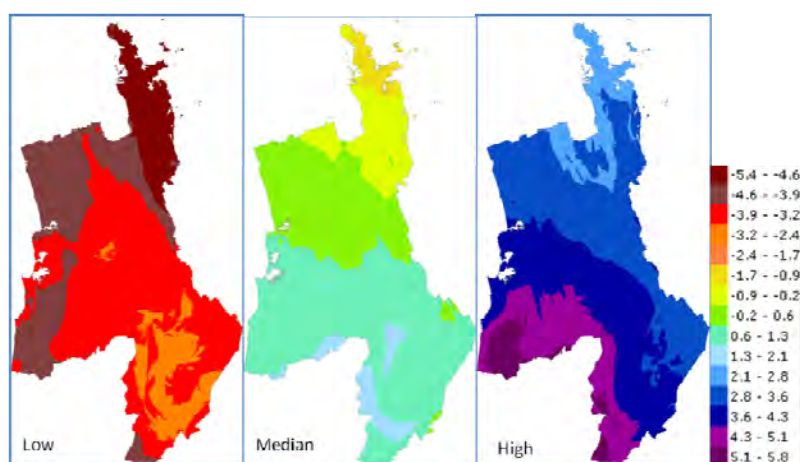 -5.4 - -4.6
-4.6 - -3.9
-3.9 - -3.2
-3.2 - -2.4
-2.4 - -1.7
-1.7 - -0.9
-0.9 - -0.2
-0.2 - 0.6
0.6 - 1.3
1.3 - 2.1
2.1 - 2.8
2.8 - 3.6
3.6 - 4.3
4.3 - 5.1
5.1 - 5.8
Low
Median
High